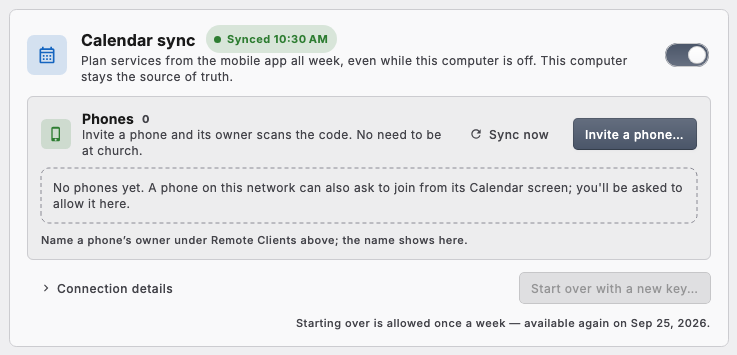 Calendar sync
Synced 10:30 AM
Plan services from the mobile app all week, even while this computer is off. This computer
stays the source of truth.
Phones 0
Invite a phone and its owner scans the code. No need to be
at church.
Sync now
Invite a phone...
No phones yet. A phone on this network can also ask to join from its Calendar screen; you'll be asked to
allow it here.
Name a phone's owner under Remote Clients above; the name shows here.
Connection details
Start over with a new key...
Starting over is allowed once a week — available again on Sep 25, 2026.